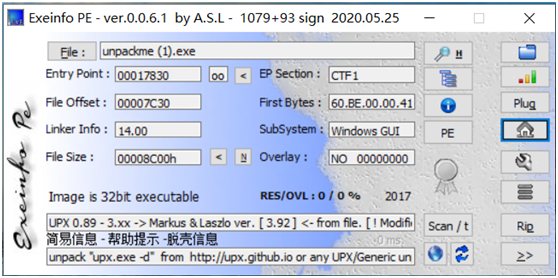 Exeinfo PE - ver.0.0.6.1 by A.S.L - 1079+93 sign 2020.05.25
File : unpackme (1).exe H
Entry Point : 00017830 oo < EP Section : CTF1
File Offset : 00007C30 First Bytes : 60.BE.00.00.41 Plug
Linker Info : 14.00 SubSystem : Windows GUI PE
File Size : 00008C00h < N Overlay : NO 00000000
Image is 32bit executable RES/OVL : 0 / 0 % 2017
UPX 0.89 - 3.xx -> Markus & Laszlo ver. [ 3.92 ] <- from file. [ ! Modifi Scan / t Rip
简易信息 - 帮助提示 -脱壳信息 0 ms
unpack "upx.exe -d" from http://upx.github.io or any UPX/Generic un >>
Exeinfo Pe